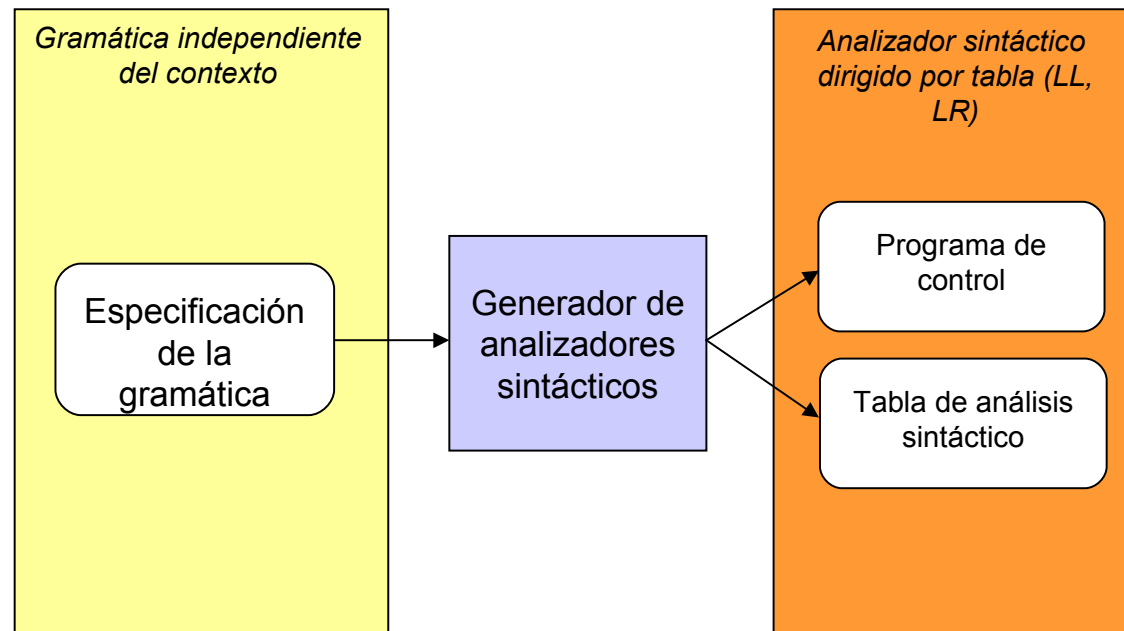 Gramática independiente
del contexto
Especificación
de la
gramática
Generador de
analizadores
sintácticos
Analizador sintáctico
dirigido por tabla (LL,
LR)
Programa de
control
Tabla de análisis
sintáctico